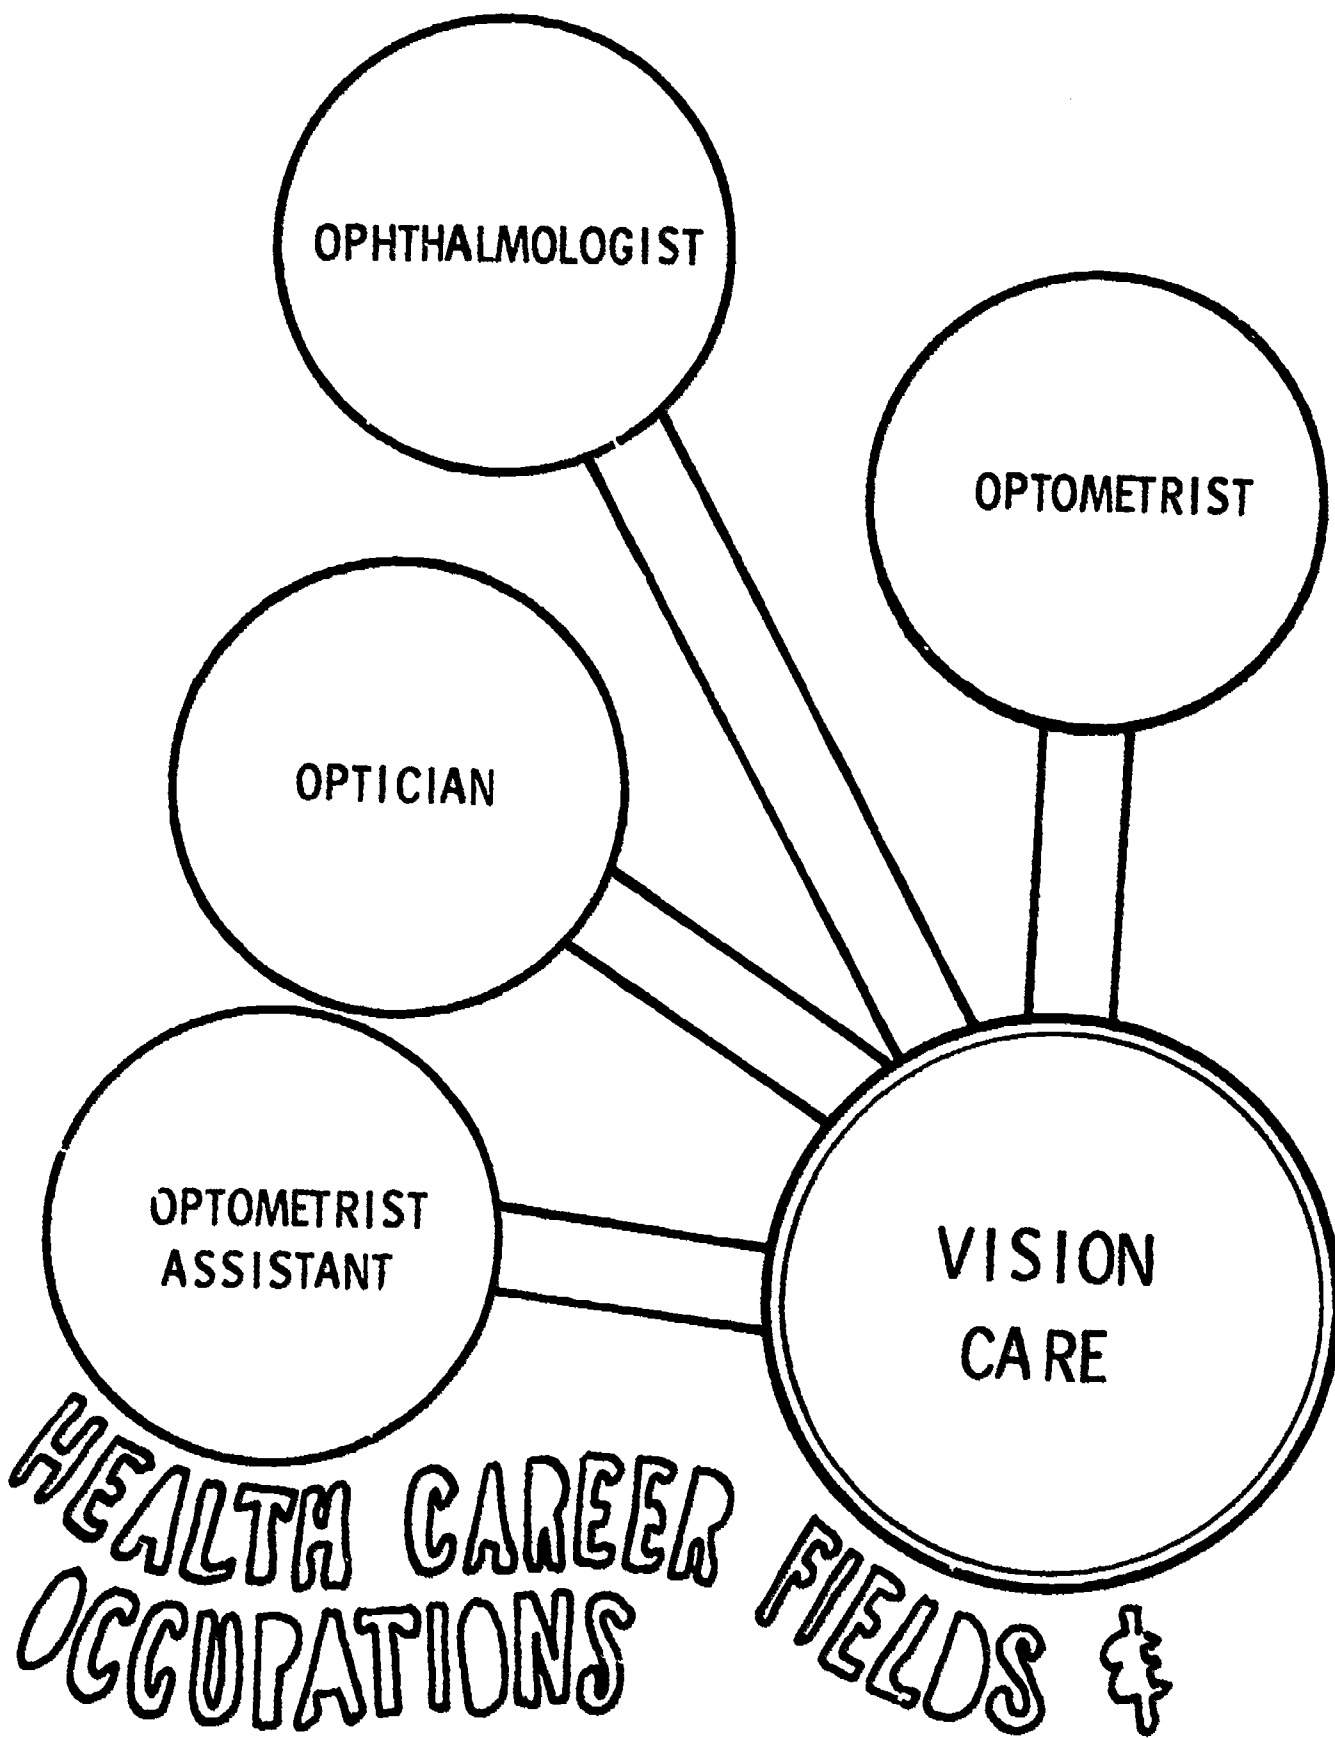 OPHTHALMOLOGIST
OPTOMETRIST
OPTICIAN
OPTOMETRIST
ASSISTANT
VISION
CARE
HEALTH CAREER FIELDS &
OCCUPATIONS